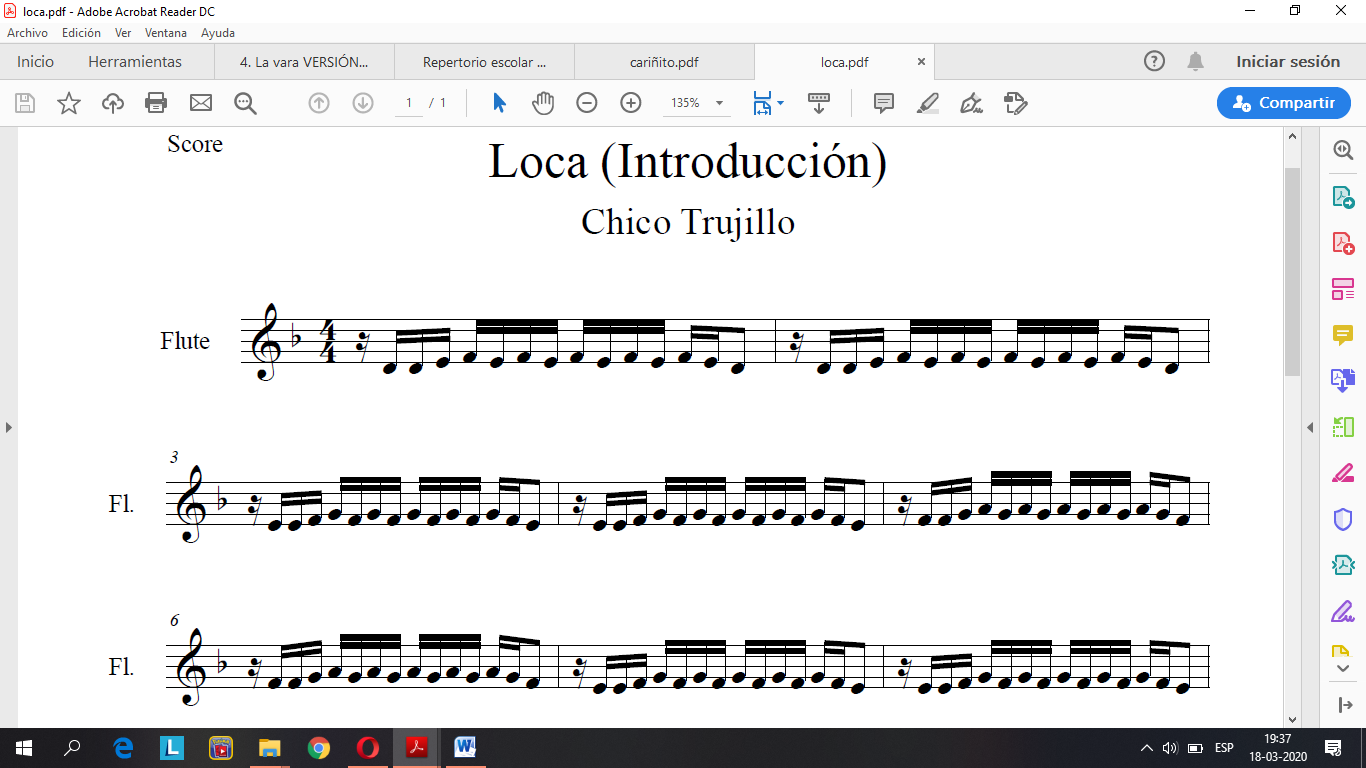 loca.pdf - Adobe Acrobat Reader DC
Archivo Edición Ver Ventana Ayuda
Inicio Herramientas 4. La vara VERSIÓN... Repertorio escolar ... cariñito.pdf loca.pdf × ? Iniciar sesión
1 / 1 135% Compartir
Score
Loca (Introducción)
Chico Trujillo
Flute
4
4
3
Fl.
6
Fl.
19:37
ESP
18-03-2020